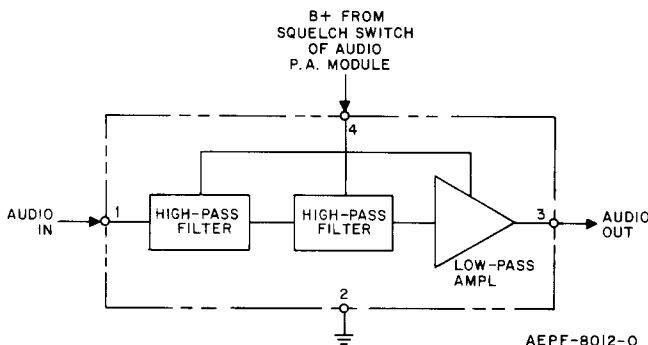 B+ FROM
SQUELCH SWITCH
OF AUDIO
P.A. MODULE
4
AUDIO
IN
1
HIGH-PASS
FILTER
HIGH-PASS
FILTER
LOW-PASS
AMPL
3
AUDIO
OUT
2
AEPF-8012-O